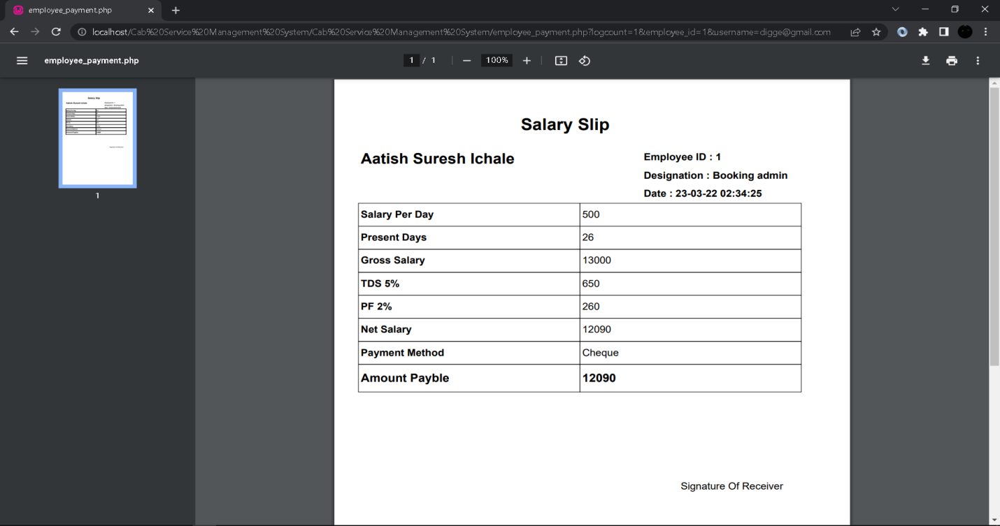 employee_payment.php
localhost/Cab%20Service%20Management%20System/Cab%20Service%20Management%20System/employee_payment.php?logcount=1&employee_id=1&username=digge@gmail.com
employee_payment.php
1 / 1
100%
Salary Slip
Aatish Suresh Ichale
Employee ID : 1
Designation : Booking admin
Date : 23-03-22 02:34:25
Salary Per Day 500
Present Days 26
Gross Salary 13000
TDS 5% 650
PF 2% 260
Net Salary 12090
Payment Method Cheque
Amount Payble 12090
Signature Of Receiver
1